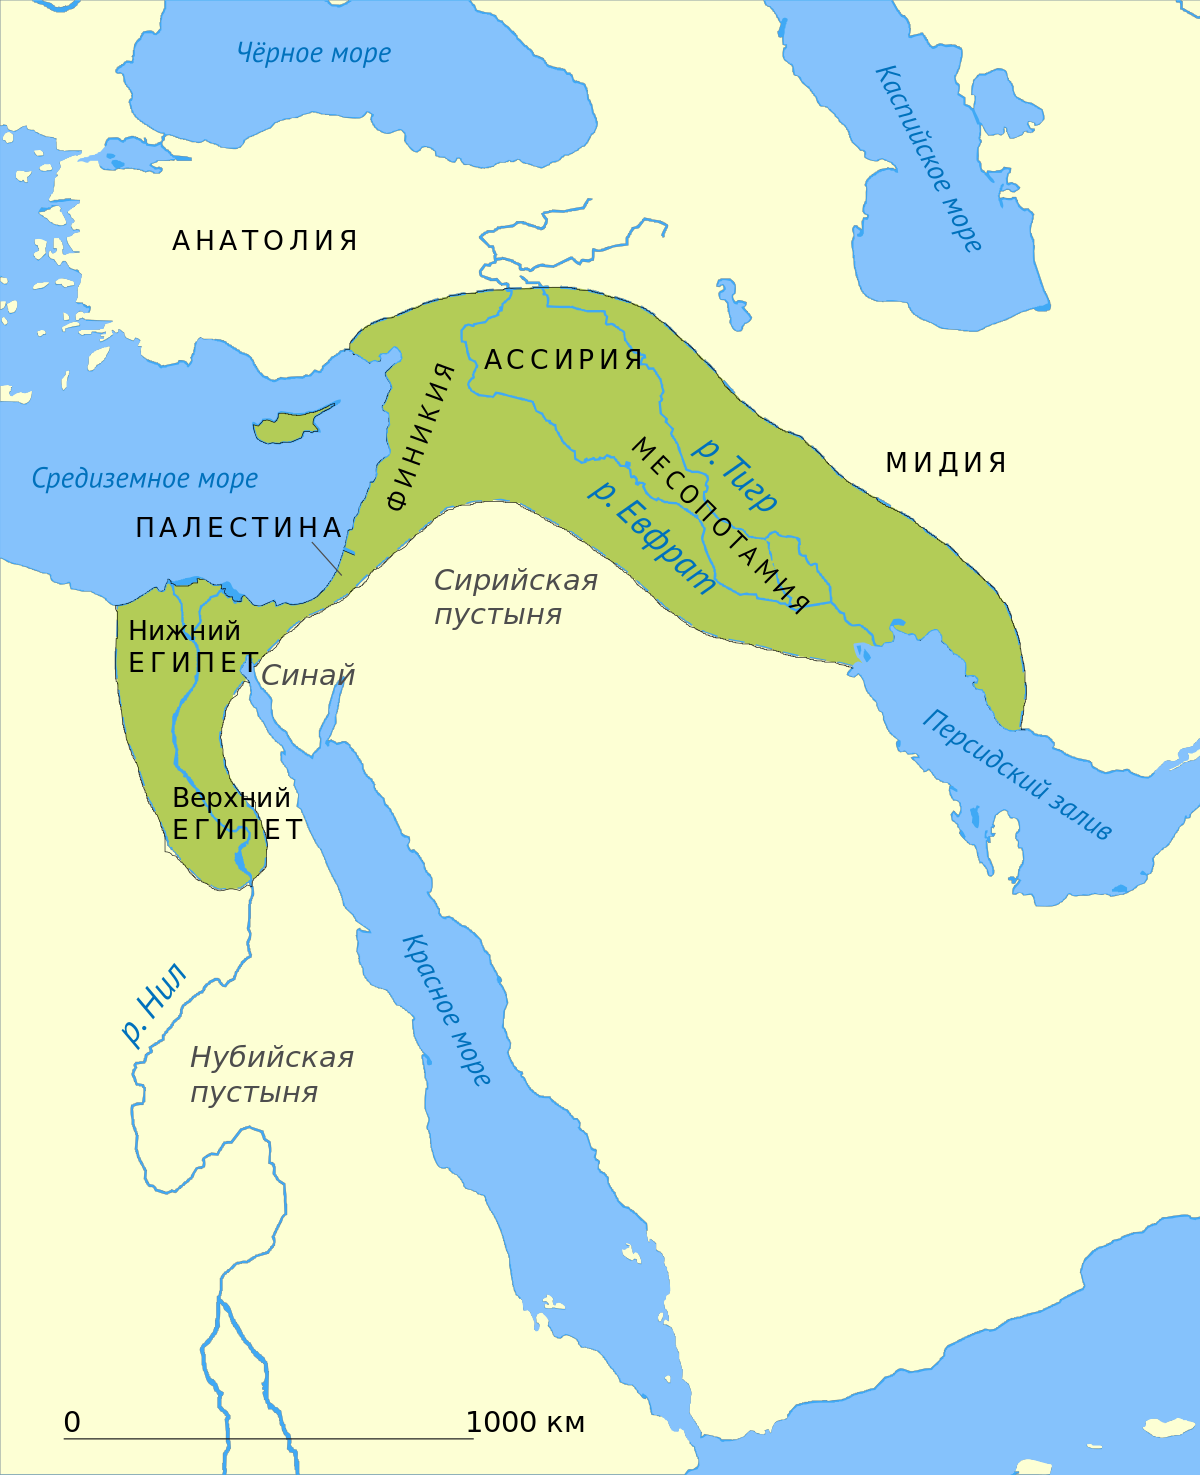 Чёрное море
Каспийское море
АНАТОЛИЯ
АССИРИЯ
ФИНИКИЯ
МЕСОПОТАМИЯ
р. Тигр
МИДИЯ
Средиземное море
р. Евфрат
ПАЛЕСТИНА
Сирийская
пустыня
Нижний
ЕГИПЕТ
Синай
Персидский залив
Верхний
ЕГИПЕТ
Красное море
р. Нил
Нубийская
пустыня
0 1000 км